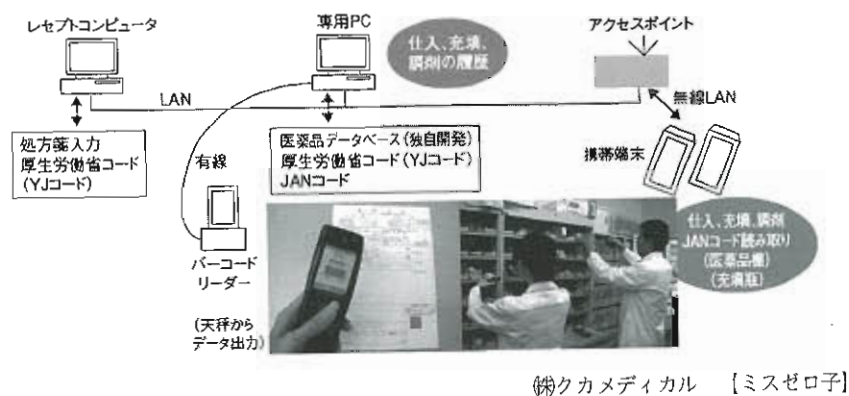 レセプトコンピュータ
専用PC
アクセスポイント
仕入、充填、
調剤の履歴
LAN
無線LAN
処方箋入力
厚生労働省コード
(YJコード)
有線
医薬品データベース(独自開発)
厚生労働省コード(YJコード)
JANコード
携帯端末
バーコード
リーダー
仕入、充填、調剤
JANコード読み取り
(医薬品棚)
(充填瓶)
(天秤から
データ出力)
㈱クカメディカル 【ミスゼロ子】